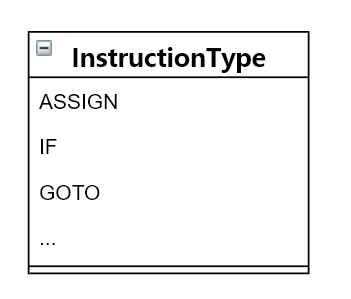 InstructionType
ASSIGN
IF
GOTO
...